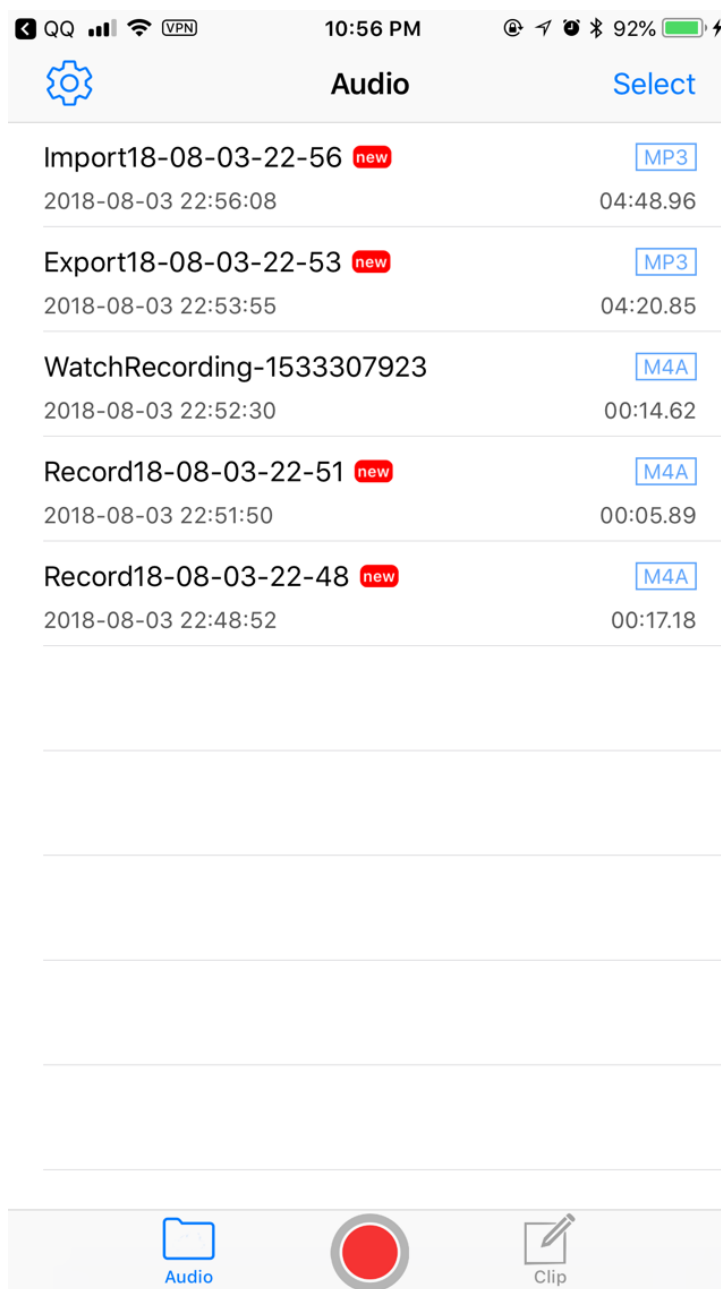 QQ VPN 10:56 PM 92%
Audio Select
Import18-08-03-22-56 new MP3
2018-08-03 22:56:08 04:48.96
Export18-08-03-22-53 new MP3
2018-08-03 22:53:55 04:20.85
WatchRecording-1533307923 M4A
2018-08-03 22:52:30 00:14.62
Record18-08-03-22-51 new M4A
2018-08-03 22:51:50 00:05.89
Record18-08-03-22-48 new M4A
2018-08-03 22:48:52 00:17.18
Audio Clip